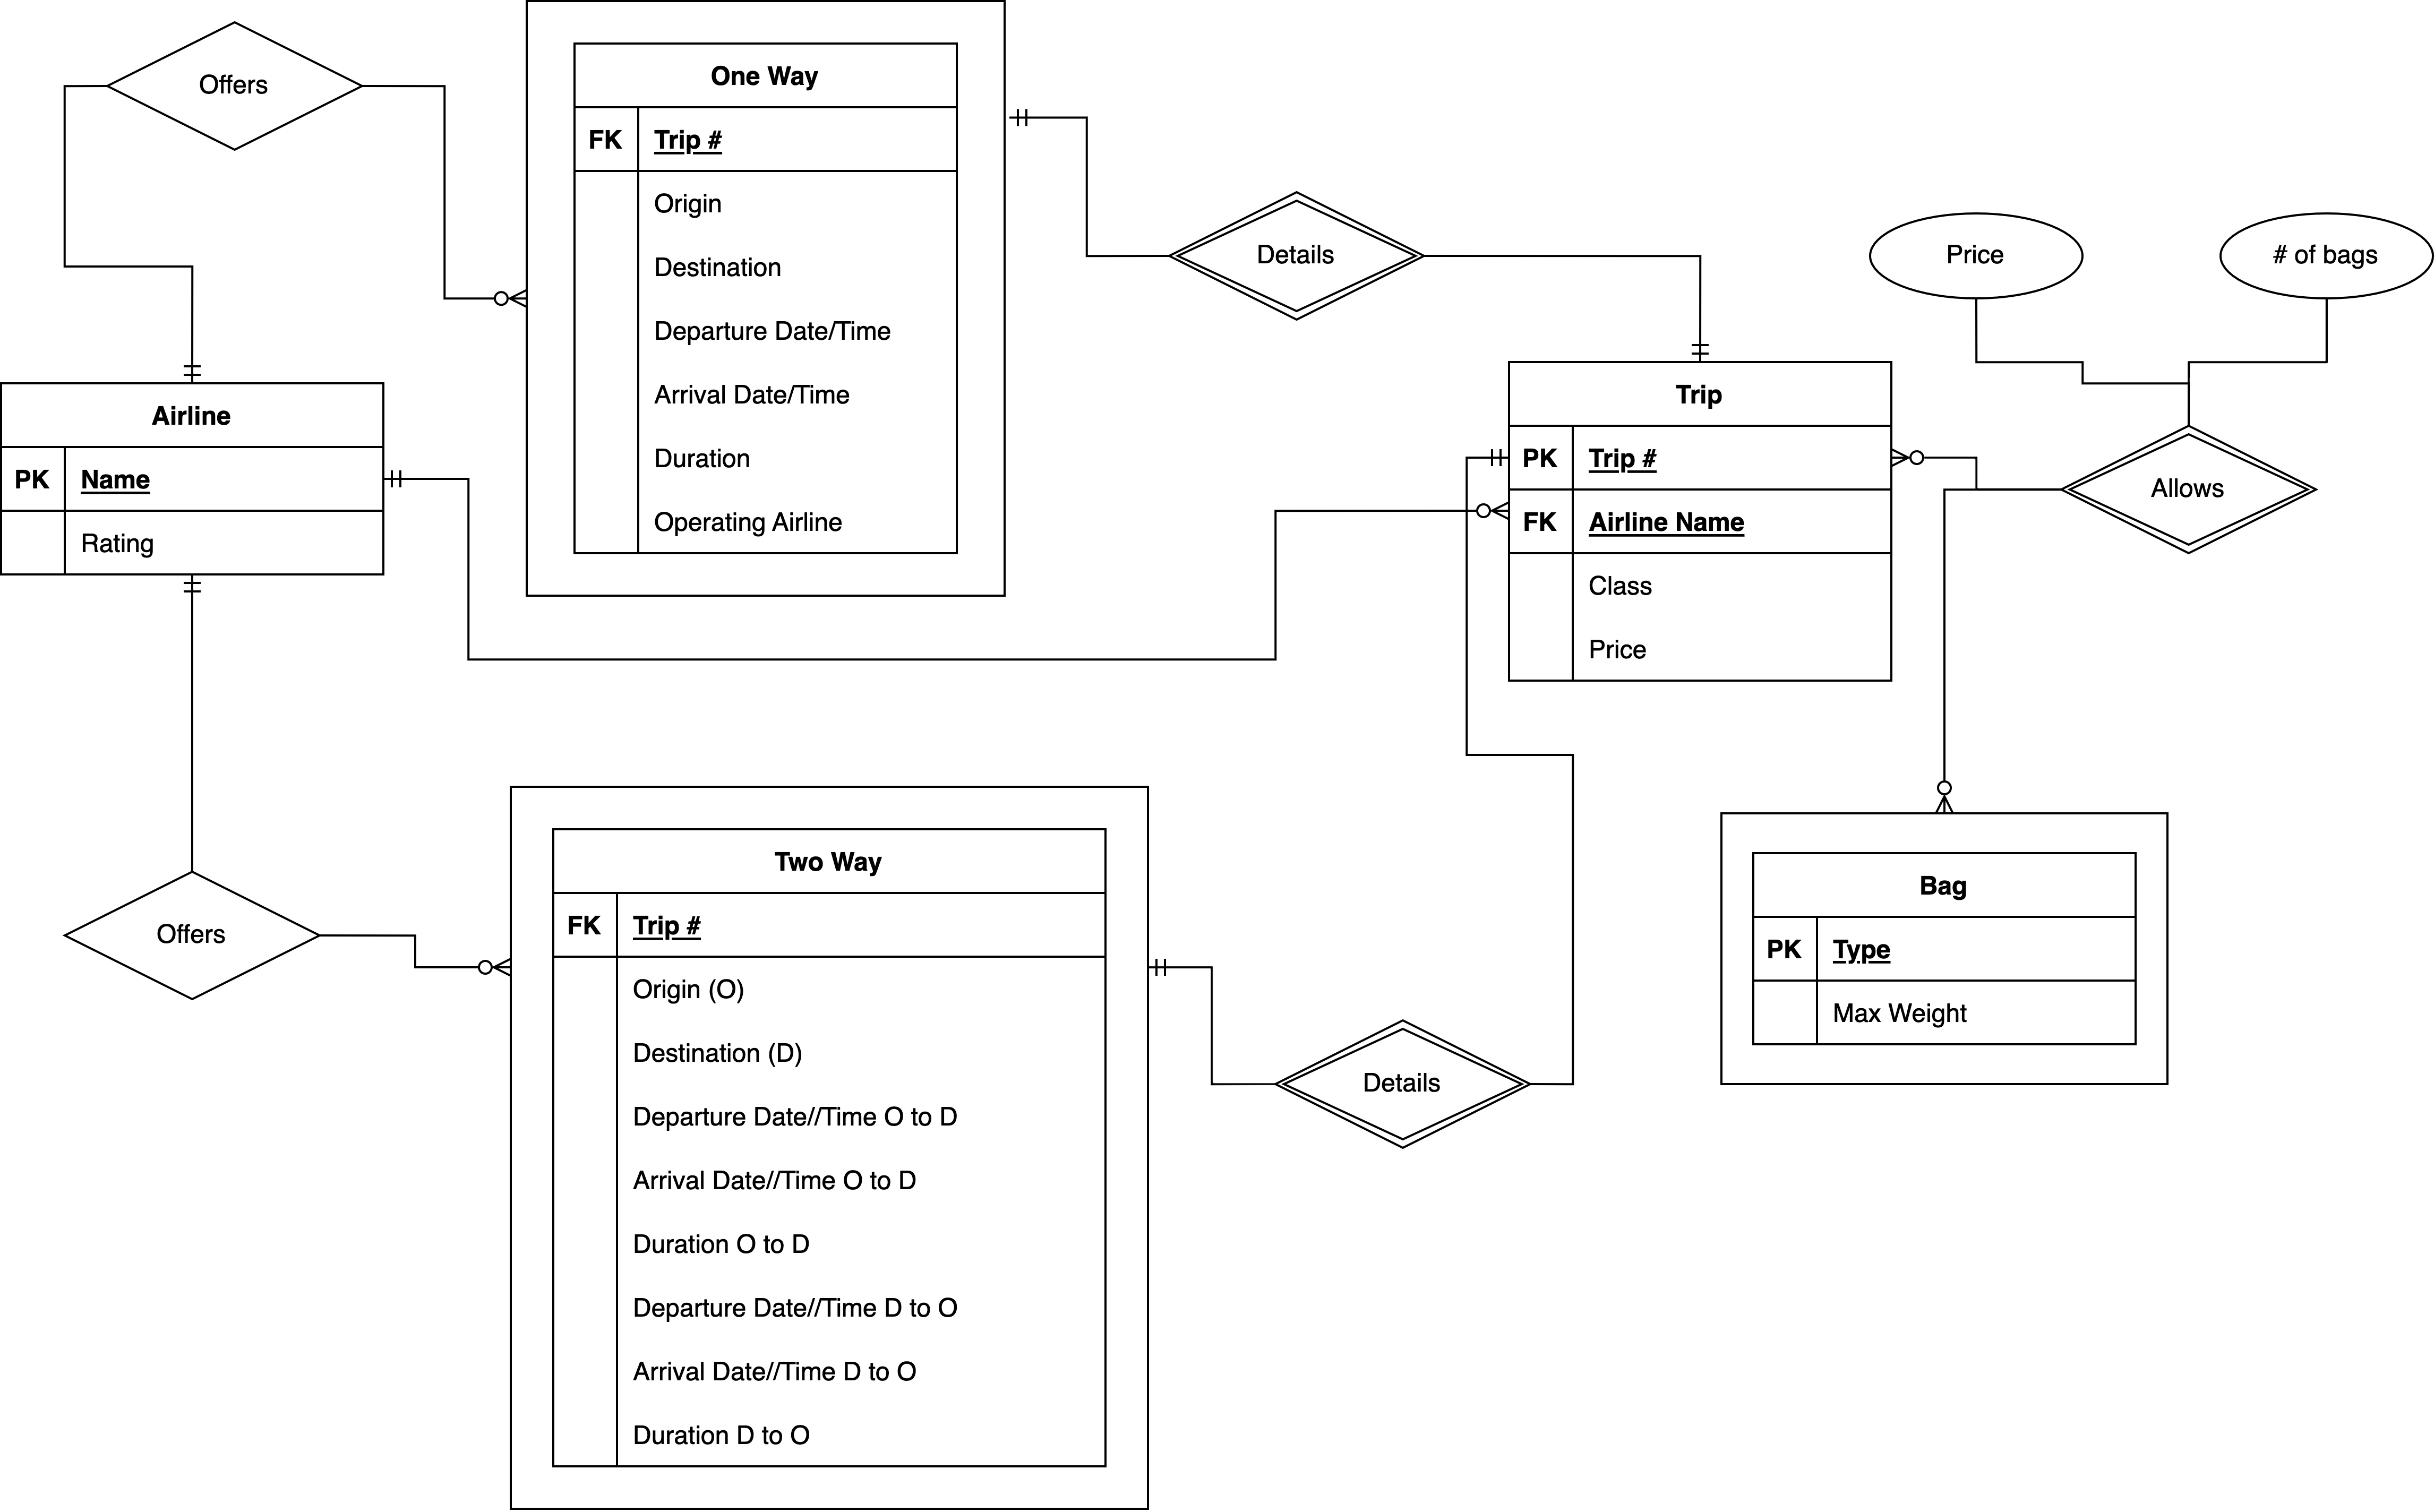 Offers
One Way
FK Trip #
Origin
Destination
Departure Date/Time
Arrival Date/Time
Duration
Operating Airline
Details
Price
# of bags
Airline
PK Name
Rating
Trip
PK Trip #
FK Airline Name
Class
Price
Allows
Offers
Two Way
FK Trip #
Origin (O)
Destination (D)
Departure Date//Time O to D
Arrival Date//Time O to D
Duration O to D
Departure Date//Time D to O
Arrival Date//Time D to O
Duration D to O
Details
Bag
PK Type
Max Weight